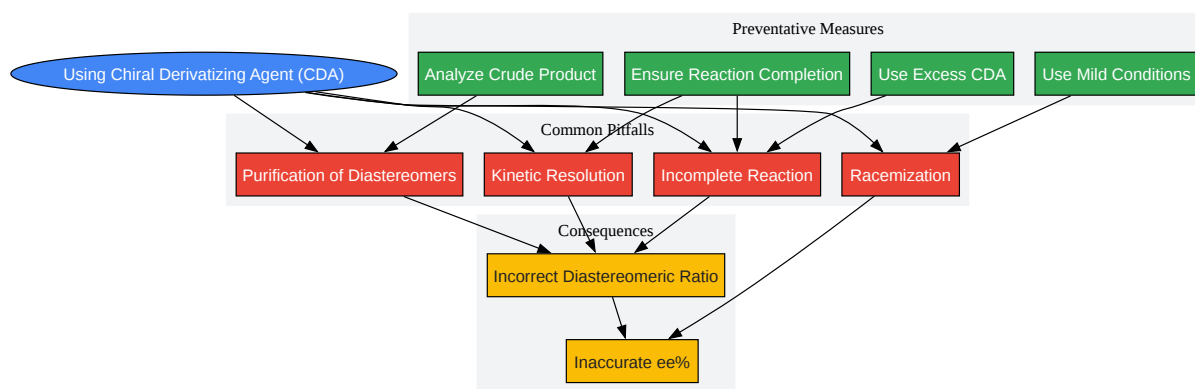 Preventative Measures
Using Chiral Derivatizing Agent (CDA)
Analyze Crude Product
Ensure Reaction Completion
Use Excess CDA
Use Mild Conditions
Common Pitfalls
Purification of Diastereomers
Kinetic Resolution
Incomplete Reaction
Racemization
Consequences
Incorrect Diastereomeric Ratio
Inaccurate ee%